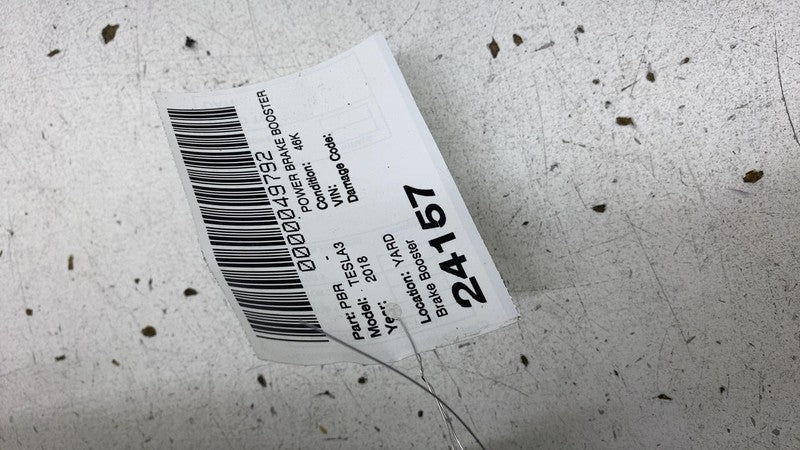 0000049792
Part: PBR - POWER BRAKE BOOSTER
Model: TESLA3 Condition: 46K
Year: 2018 VIN:
Damage Code:
Location: YARD
Brake Booster
24157